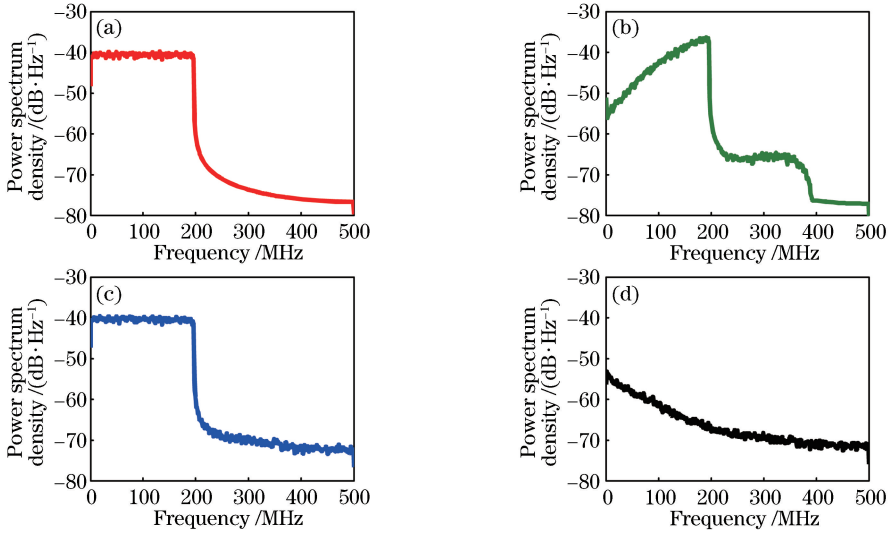 (a)
Power spectrum
density /(dB·Hz⁻¹)
−30
−40
−50
−60
−70
−80
0 100 200 300 400 500
Frequency /MHz
(b)
Power spectrum
density /(dB·Hz⁻¹)
−30
−40
−50
−60
−70
−80
0 100 200 300 400 500
Frequency /MHz
(c)
Power spectrum
density /(dB·Hz⁻¹)
−30
−40
−50
−60
−70
−80
0 100 200 300 400 500
Frequency /MHz
(d)
Power spectrum
density /(dB·Hz⁻¹)
−30
−40
−50
−60
−70
−80
0 100 200 300 400 500
Frequency /MHz